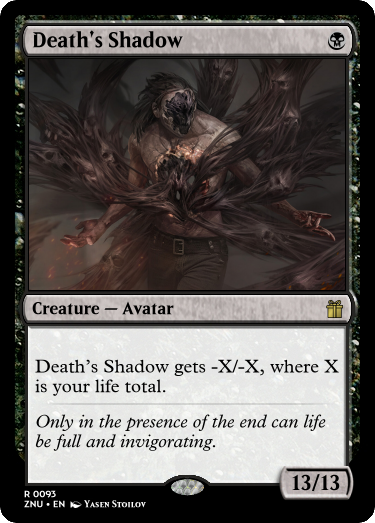 Death's Shadow
Creature — Avatar
Death's Shadow gets -X/-X, where X
is your life total.
Only in the presence of the end can life
be full and invigorating.
13/13
R 0093
ZNU • EN Yasen Stoilov